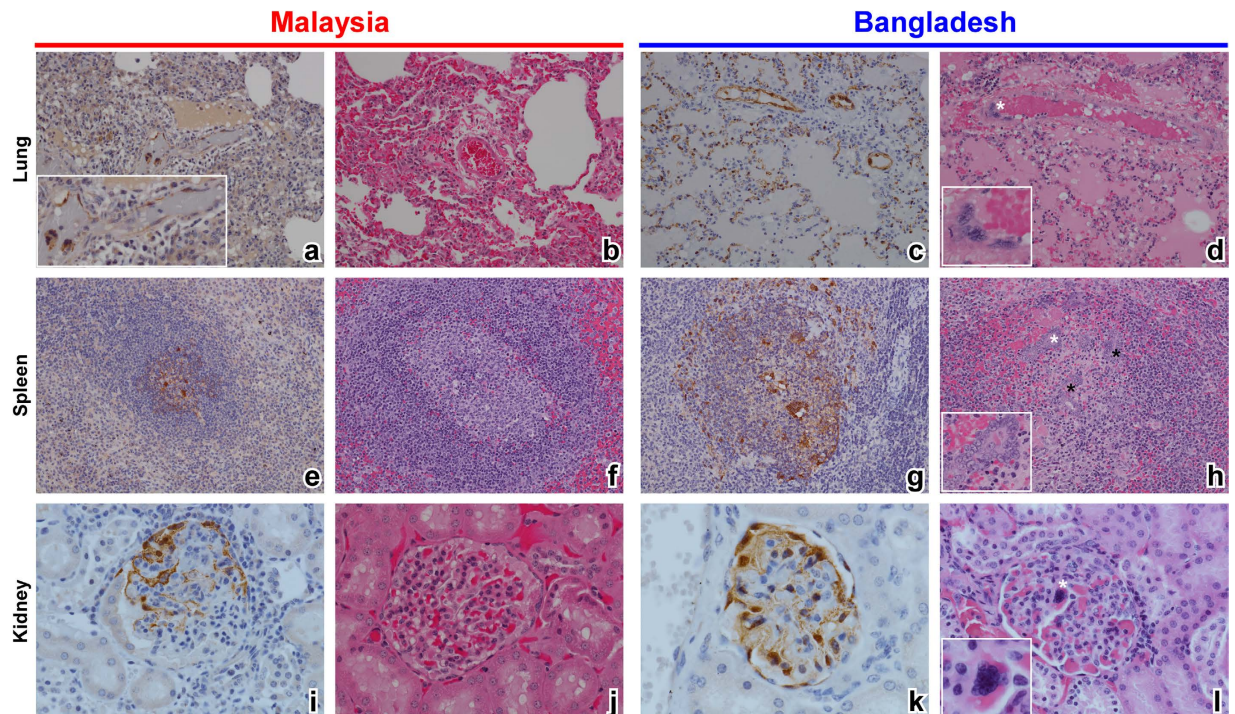 Malaysia Bangladesh
Lung
a b c d
Spleen
* * *
e f g h
Kidney
*
i j k l